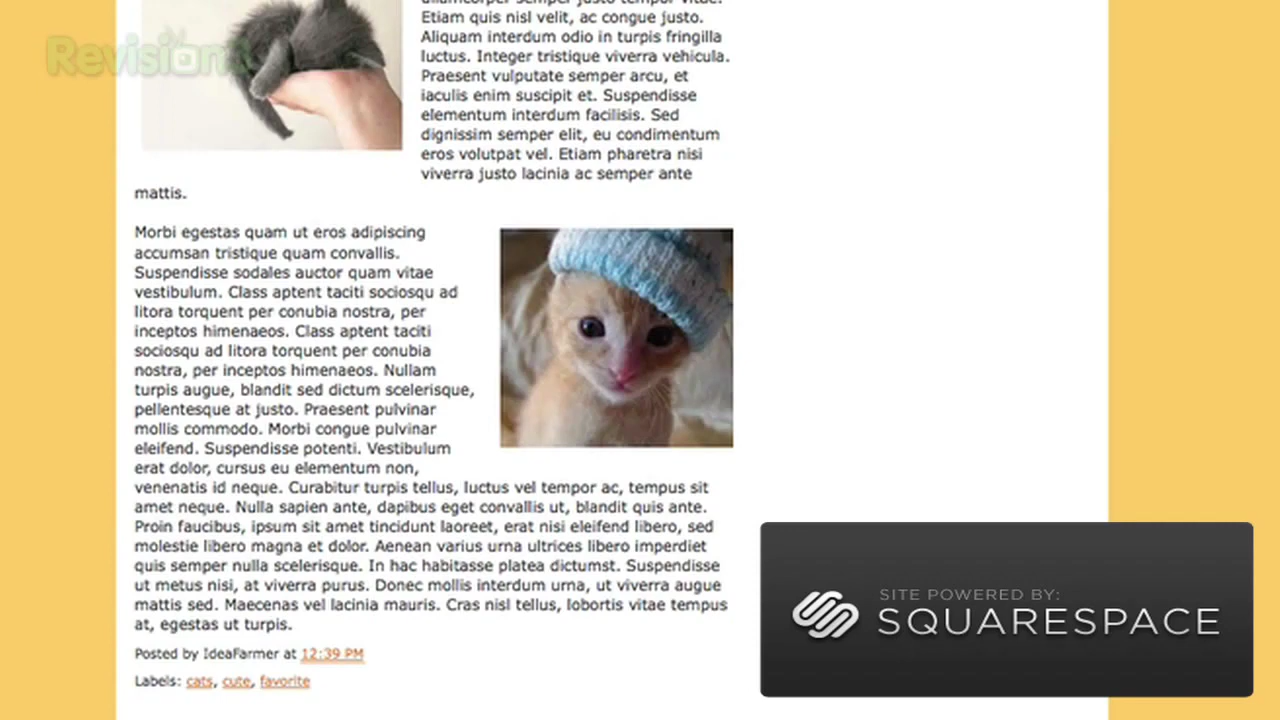 Revision3
ullamcorper semper justo tempor vitae.
Etiam quis nisl velit, ac congue justo.
Aliquam interdum odio in turpis fringilla
luctus. Integer tristique viverra vehicula.
Praesent vulputate semper arcu, et
iaculis enim suscipit et. Suspendisse
elementum interdum facilisis. Sed
dignissim semper elit, eu condimentum
eros volutpat vel. Etiam pharetra nisi
viverra justo lacinia ac semper ante
mattis.
Morbi egestas quam ut eros adipiscing
accumsan tristique quam convallis.
Suspendisse sodales auctor quam vitae
vestibulum. Class aptent taciti sociosqu ad
litora torquent per conubia nostra, per
inceptos himenaeos. Class aptent taciti
sociosqu ad litora torquent per conubia
nostra, per inceptos himenaeos. Nullam
turpis augue, blandit sed dictum scelerisque,
pellentesque at justo. Praesent pulvinar
mollis commodo. Morbi congue pulvinar
eleifend. Suspendisse potenti. Vestibulum
erat dolor, cursus eu elementum non,
venenatis id neque. Curabitur turpis tellus, luctus vel tempor ac, tempus sit
amet neque. Nulla sapien ante, dapibus eget convallis ut, blandit quis ante.
Proin faucibus, ipsum sit amet tincidunt laoreet, erat nisi eleifend libero, sed
molestie libero magna et dolor. Aenean varius urna ultrices libero imperdiet
quis semper nulla scelerisque. In hac habitasse platea dictumst. Suspendisse
ut metus nisi, at viverra purus. Donec mollis interdum urna, ut viverra augue
mattis sed. Maecenas vel lacinia mauris. Cras nisl tellus, lobortis vitae tempus
at, egestas ut turpis.
Posted by IdeaFarmer at 12:39 PM
Labels: cats, cute, favorite
SITE POWERED BY:
SQUARESPACE